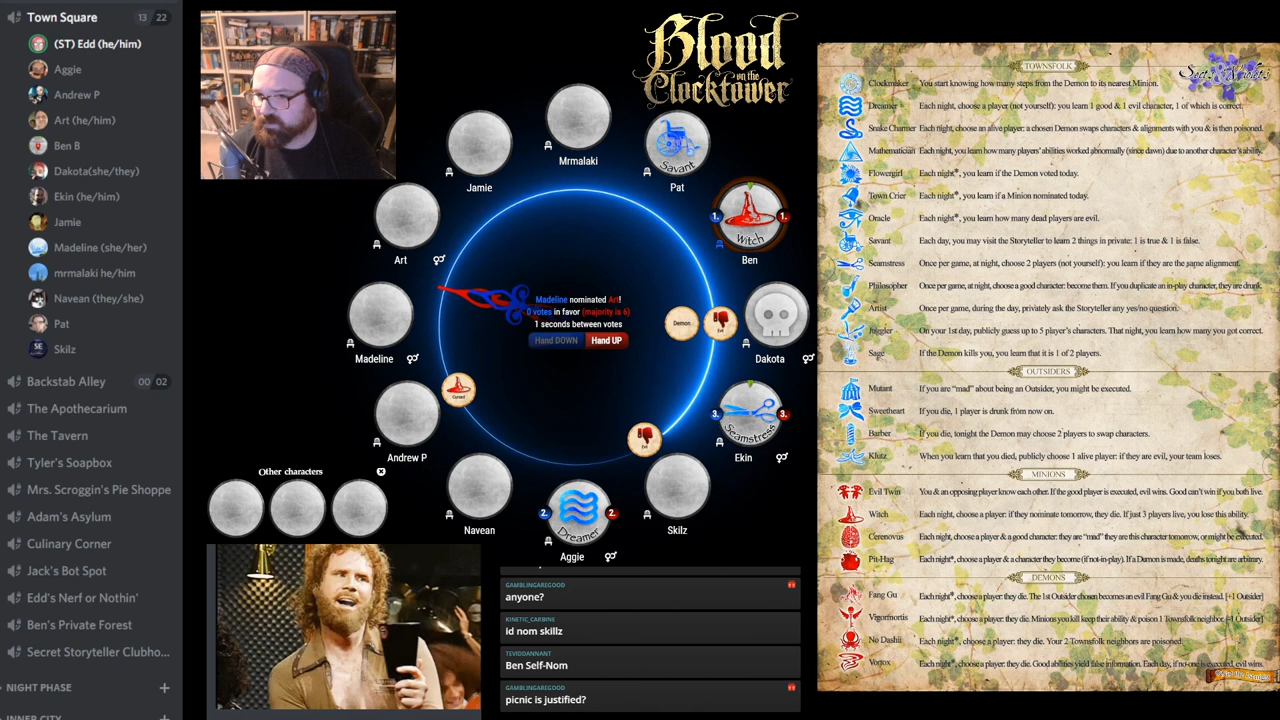 Town Square
13 / 22
(ST) Edd (he/him)
Aggie
Andrew P
Art (he/him)
Ben B
Dakota(she/they)
Ekin (he/him)
Jamie
Madeline (she/her)
mrmalaki he/him
Navean (they/she)
Pat
SE
Skilz
Backstab Alley
00 / 02
The Apothecarium
The Tavern
Tyler's Soapbox
Mrs. Scroggin's Pie Shoppe
Adam's Asylum
Culinary Corner
Jack's Bot Spot
Edd's Nerf or Nothin'
Ben's Private Forest
Secret Storyteller Clubho...
NIGHT PHASE
INNER CITY
Blood
on the
Clocktower
Mrmalaki
Jamie
Savant
Pat
Art
1.
1.
Witch
Ben
Madeline
Madeline nominated Art!
0 votes in favor (majority is 6)
1 seconds between votes
Hand DOWN
Hand UP
Demon
Evil
Dakota
Cursed
Andrew P
3.
3.
Seamstress
Ekin
Evil
Navean
2.
2.
Dreamer
Aggie
Skilz
Other characters
GAMBLINGAREGOOD
anyone?
KINETIC_CARBINE
id nom skillz
TEVIDDANNANT
Ben Self-Nom
GAMBLINGAREGOOD
picnic is justified?
TOWNSFOLK
Clockmaker You start knowing how many steps from the Demon to its nearest Minion.
Dreamer Each night, choose a player (not yourself): you learn 1 good & 1 evil character, 1 of which is correct.
Snake Charmer Each night, choose an alive player: a chosen Demon swaps characters & alignments with you & is then poisoned.
Mathematician Each night, you learn how many players' abilities worked abnormally (since dawn) due to another character's ability.
Flowergirl Each night*, you learn if the Demon voted today.
Town Crier Each night*, you learn if a Minion nominated today.
Oracle Each night*, you learn how many dead players are evil.
Savant Each day, you may visit the Storyteller to learn 2 things in private: 1 is true & 1 is false.
Seamstress Once per game, at night, choose 2 players (not yourself): you learn if they are the same alignment.
Philosopher Once per game, at night, choose a good character: become them. If you duplicate an in-play character, they are drunk.
Artist Once per game, during the day, privately ask the Storyteller any yes/no question.
Juggler On your 1st day, publicly guess up to 5 player's characters. That night, you learn how many you got correct.
Sage If the Demon kills you, you learn that it is 1 of 2 players.
OUTSIDERS
Mutant If you are "mad" about being an Outsider, you might be executed.
Sweetheart If you die, 1 player is drunk from now on.
Barber If you die, tonight the Demon may choose 2 players to swap characters.
Klutz When you learn that you died, publicly choose 1 alive player: if they are evil, your team loses.
MINIONS
Evil Twin You & an opposing player know each other. If the good player is executed, evil wins. Good can't win if you both live.
Witch Each night, choose a player: if they nominate tomorrow, they die. If just 3 players live, you lose this ability.
Cerenovus Each night, choose a player & a good character: they are "mad" they are this character tomorrow, or might be executed.
Pit-Hag Each night*, choose a player & a character they become (if not-in-play). If a Demon is made, deaths tonight are arbitrary.
DEMONS
Fang Gu Each night*, choose a player: they die. The 1st Outsider chosen becomes an evil Fang Gu & you die instead. [+1 Outsider]
Vigormortis Each night*, choose a player: they die. Minions you kill keep their ability & poison 1 Townsfolk neighbor. [-1 Outsider]
No Dashii Each night*, choose a player: they die. Your 2 Townsfolk neighbors are poisoned.
Vortox Each night*, choose a player: they die. Good abilities yield false information. Each day, if no-one is executed, evil wins.